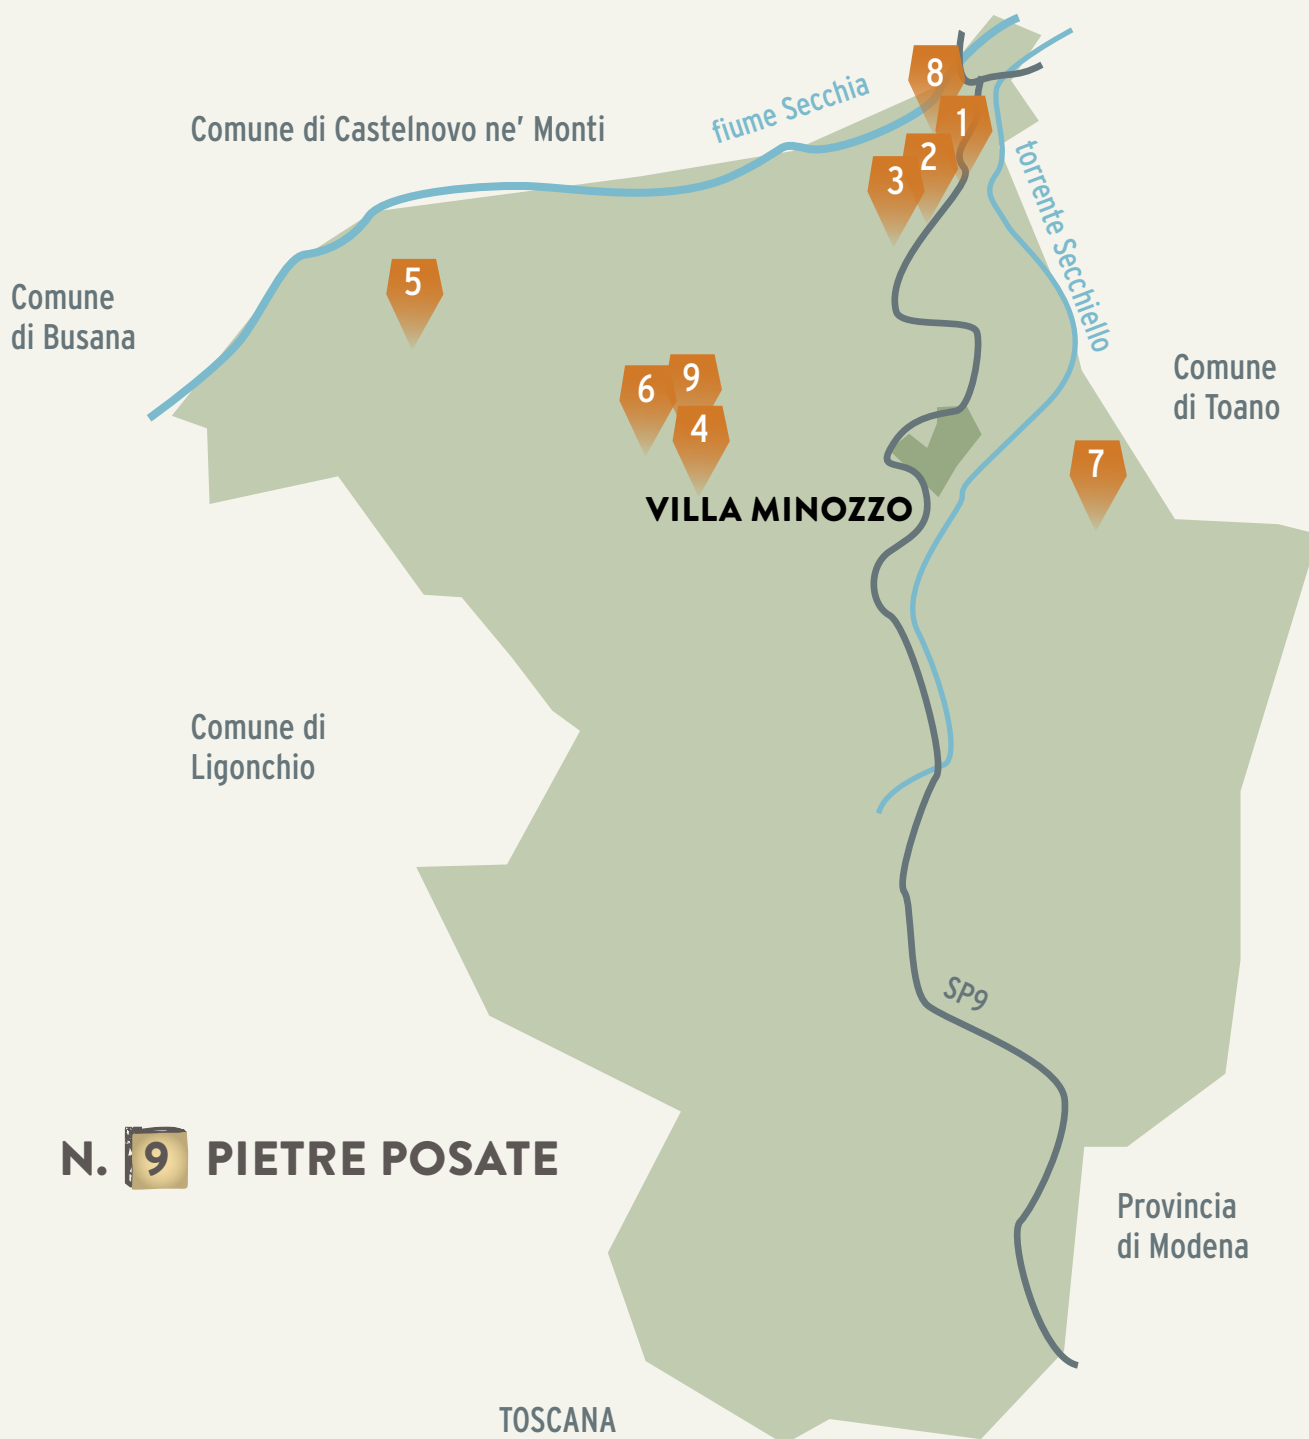 8
fiume Secchia
Comune di Castelnovo ne' Monti
1
2
3
torrente Secchiello
5
Comune
di Busana
Comune
di Toano
9
6
4
7
VILLA MINOZZO
Comune di
Ligonchio
SP9
N. 9 PIETRE POSATE
Provincia
di Modena
TOSCANA